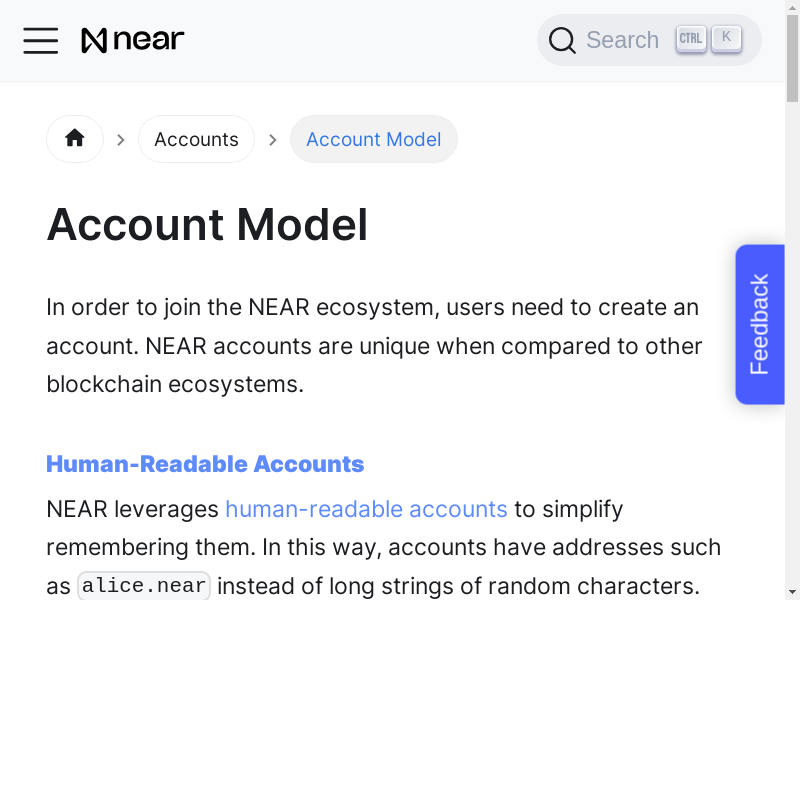 near
Search CTRL K
Accounts Account Model
Account Model
In order to join the NEAR ecosystem, users need to create an
account. NEAR accounts are unique when compared to other
blockchain ecosystems.
Feedback
Human-Readable Accounts
NEAR leverages human-readable accounts to simplify
remembering them. In this way, accounts have addresses such
as alice.near instead of long strings of random characters.